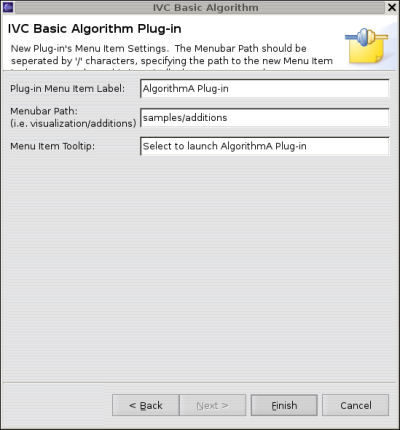 IVC Basic Algorithm
IVC Basic Algorithm Plug-in
New Plug-in's Menu Item Settings.  The Menubar Path should be
seperated by '/' characters, specifying the path to the new Menu Item
Plug-in Menu Item Label:
AlgorithmA Plug-in
Menubar Path:
(i.e. visualization/additions)
samples/additions
Menu Item Tooltip:
Select to launch AlgorithmA Plug-in
< Back
Next >
Finish
Cancel